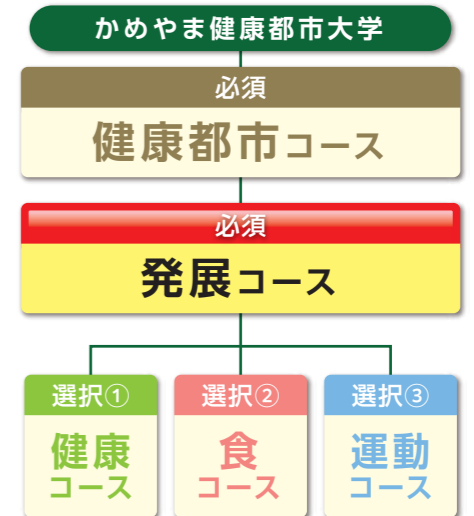 かめやま健康都市大学
必須
健康都市コース
必須
発展コース
選択①
健康
コース
選択②
食
コース
選択③
運動
コース